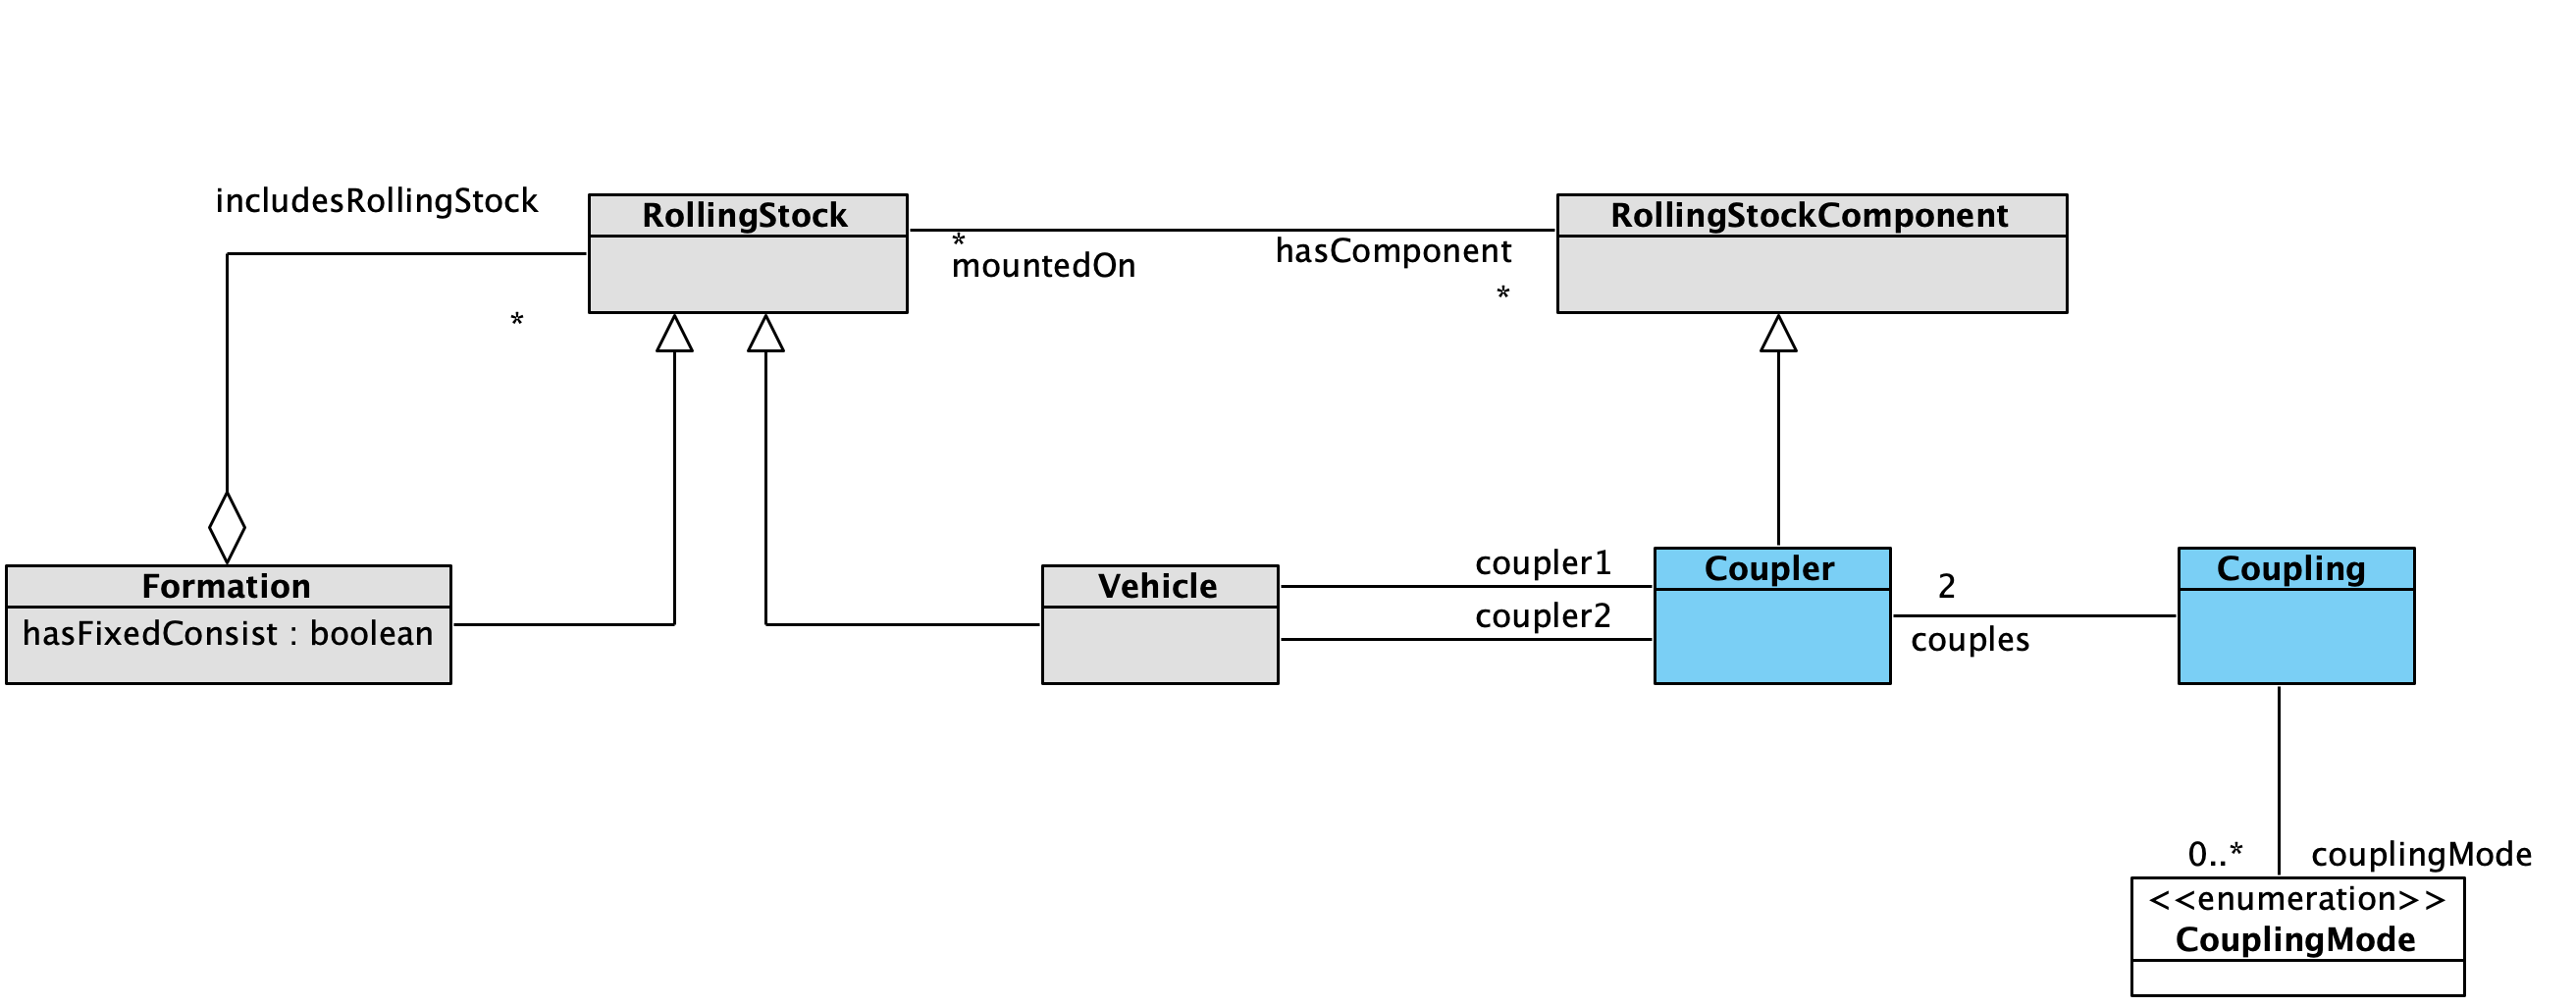 includesRollingStock
*
RollingStock
*
mountedOn
hasComponent
*
RollingStockComponent
Formation
hasFixedConsist : boolean
Vehicle
coupler1
coupler2
Coupler
2
couples
Coupling
0..*
couplingMode
<<enumeration>>
CouplingMode